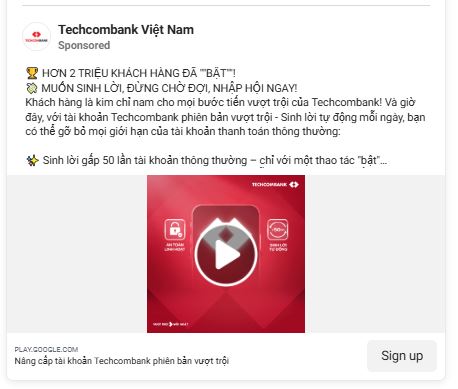 Techcombank Việt Nam
Sponsored
TECHCOMBANK
🏆 HƠN 2 TRIỆU KHÁCH HÀNG ĐÃ ""BẬT""!
💸 MUỐN SINH LỜI, ĐỪNG CHỜ ĐỢI, NHẬP HỘI NGAY!
Khách hàng là kim chỉ nam cho mọi bước tiến vượt trội của Techcombank! Và giờ
đây, với tài khoản Techcombank phiên bản vượt trội - Sinh lời tự động mỗi ngày, bạn
có thể gỡ bỏ mọi giới hạn của tài khoản thanh toán thông thường:
✨ Sinh lời gấp 50 lần tài khoản thông thường – chỉ với một thao tác "bật"...
TECHCOMBANK
AN TOÀN
LINH HOẠT
50
SINH LỜI
TỰ ĐỘNG
PLAY.GOOGLE.COM
Nâng cấp tài khoản Techcombank phiên bản vượt trội
Sign up